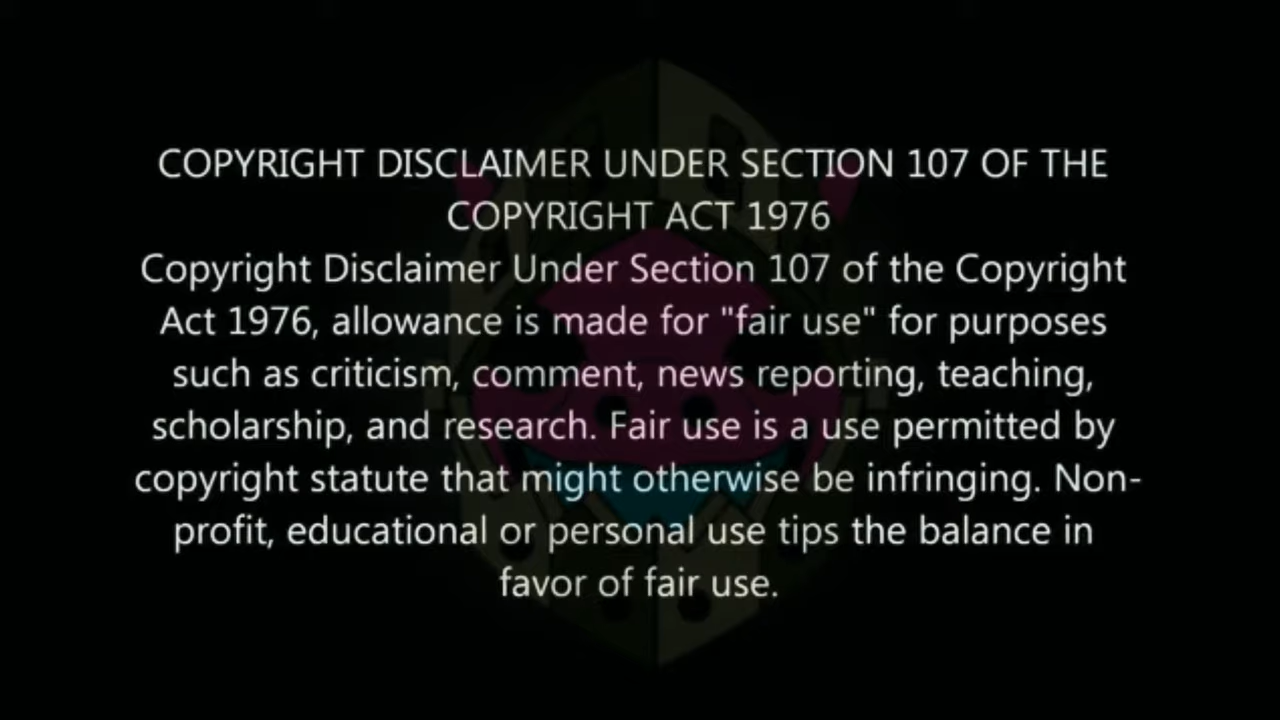 COPYRIGHT DISCLAIMER UNDER SECTION 107 OF THE
COPYRIGHT ACT 1976
Copyright Disclaimer Under Section 107 of the Copyright
Act 1976, allowance is made for "fair use" for purposes
such as criticism, comment, news reporting, teaching,
scholarship, and research. Fair use is a use permitted by
copyright statute that might otherwise be infringing. Non-
profit, educational or personal use tips the balance in
favor of fair use.